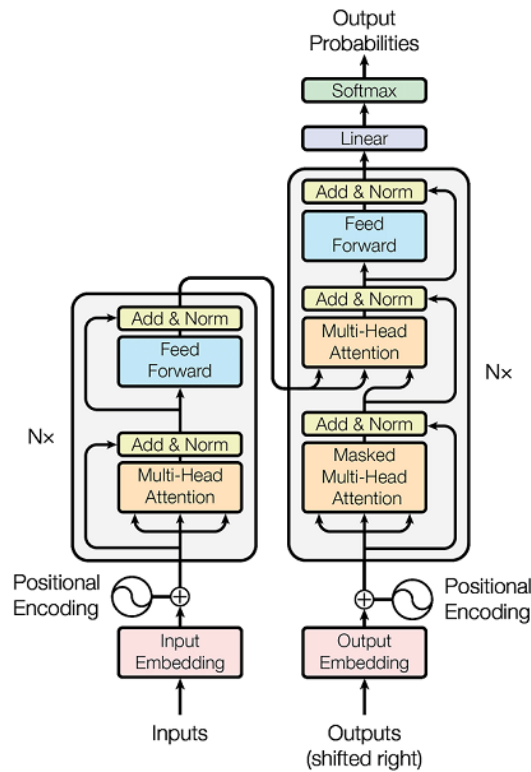 Output
Probabilities
Softmax
Linear
Add & Norm
Feed
Forward
Add & Norm
Multi-Head
Attention
Add & Norm
Masked
Multi-Head
Attention
Nx
Add & Norm
Feed
Forward
Add & Norm
Multi-Head
Attention
N×
Positional
Encoding
Positional
Encoding
Input
Embedding
Output
Embedding
Inputs
Outputs
(shifted right)